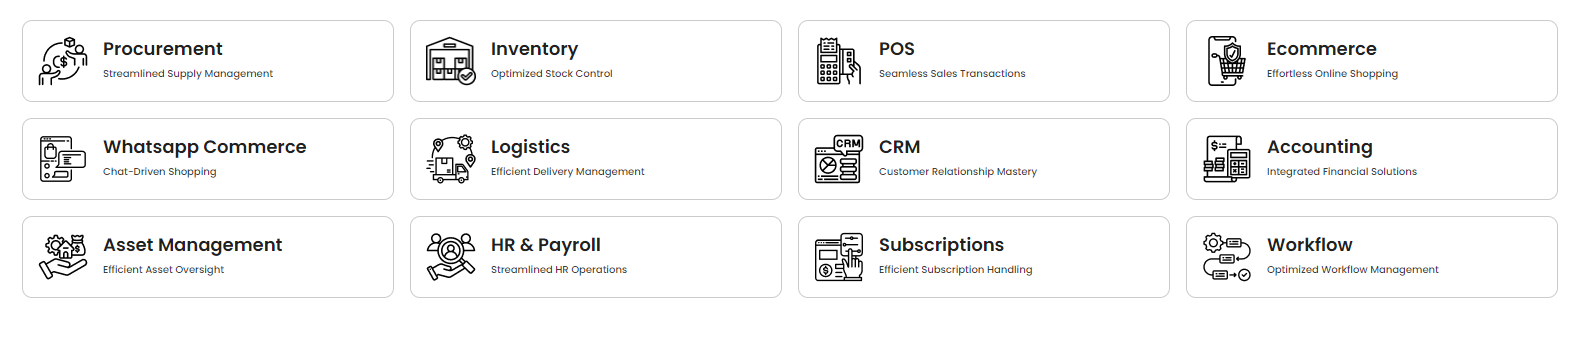 Procurement
Streamlined Supply Management
Inventory
Optimized Stock Control
POS
Seamless Sales Transactions
Ecommerce
Effortless Online Shopping
Whatsapp Commerce
Chat-Driven Shopping
Logistics
Efficient Delivery Management
CRM
CRM
Customer Relationship Mastery
$
Accounting
Integrated Financial Solutions
Asset Management
Efficient Asset Oversight
HR & Payroll
Streamlined HR Operations
Subscriptions
Efficient Subscription Handling
Workflow
Optimized Workflow Management